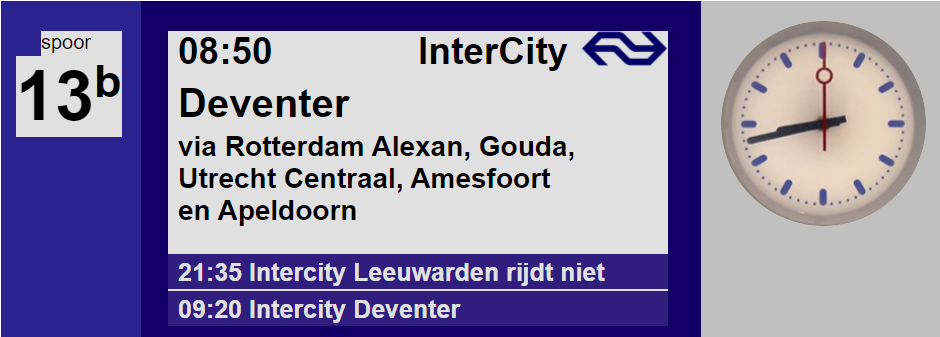 spoor
13b
08:50 InterCity
Deventer
via Rotterdam Alexan, Gouda,
Utrecht Centraal, Amesfoort
en Apeldoorn
21:35 Intercity Leeuwarden rijdt niet
09:20 Intercity Deventer